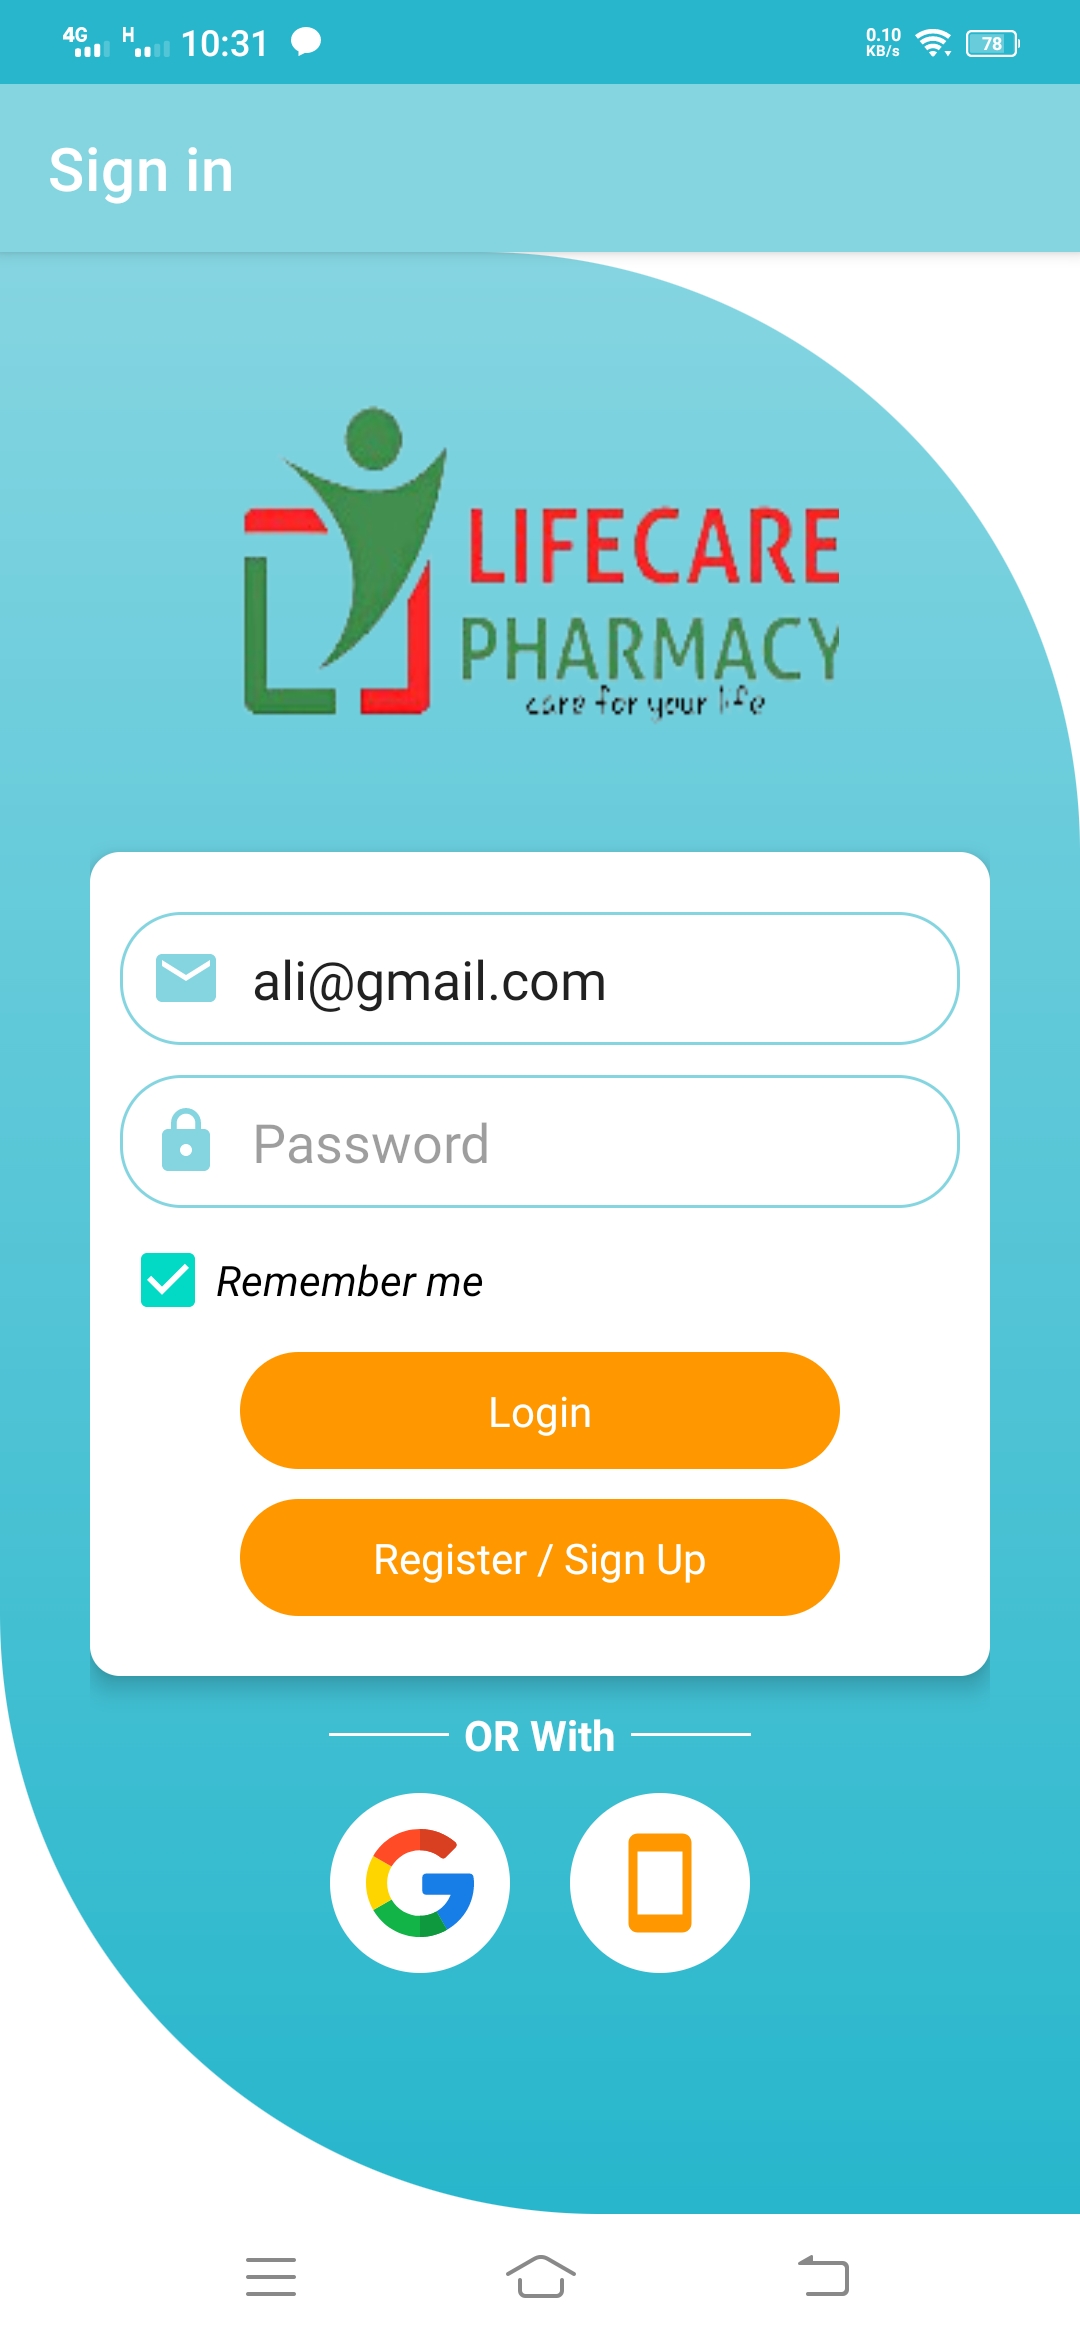 4G H 10:31 0.10 KB/s 78
Sign in
LIFECARE
PHARMACY
care for your life
ali@gmail.com
Password
Remember me
Login
Register / Sign Up
OR With